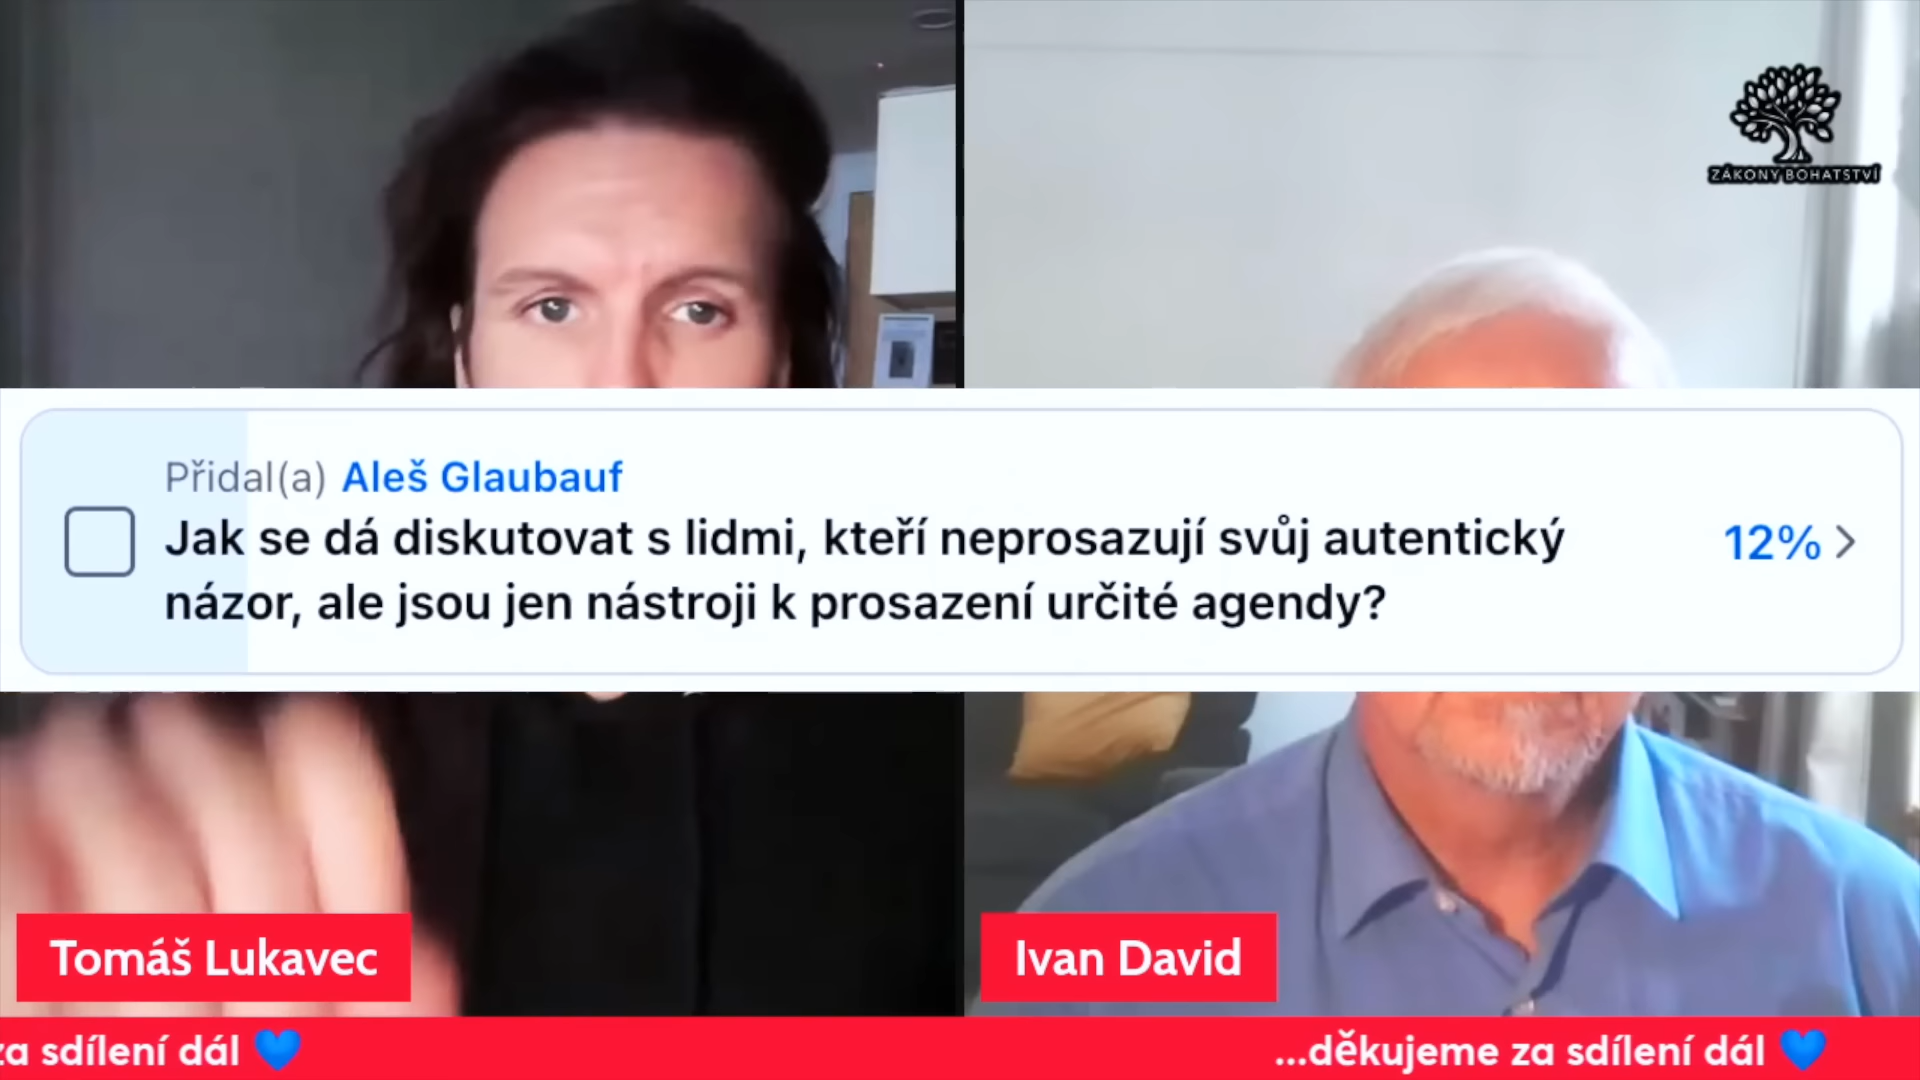 ZÁKONY BOHATSTVÍ
Přidal(a) Aleš Glaubauf
Jak se dá diskutovat s lidmi, kteří neprosazují svůj autentický
názor, ale jsou jen nástroji k prosazení určité agendy?
12%
Tomáš Lukavec
Ivan David
za sdílení dál 💙 ...děkujeme za sdílení dál 💙